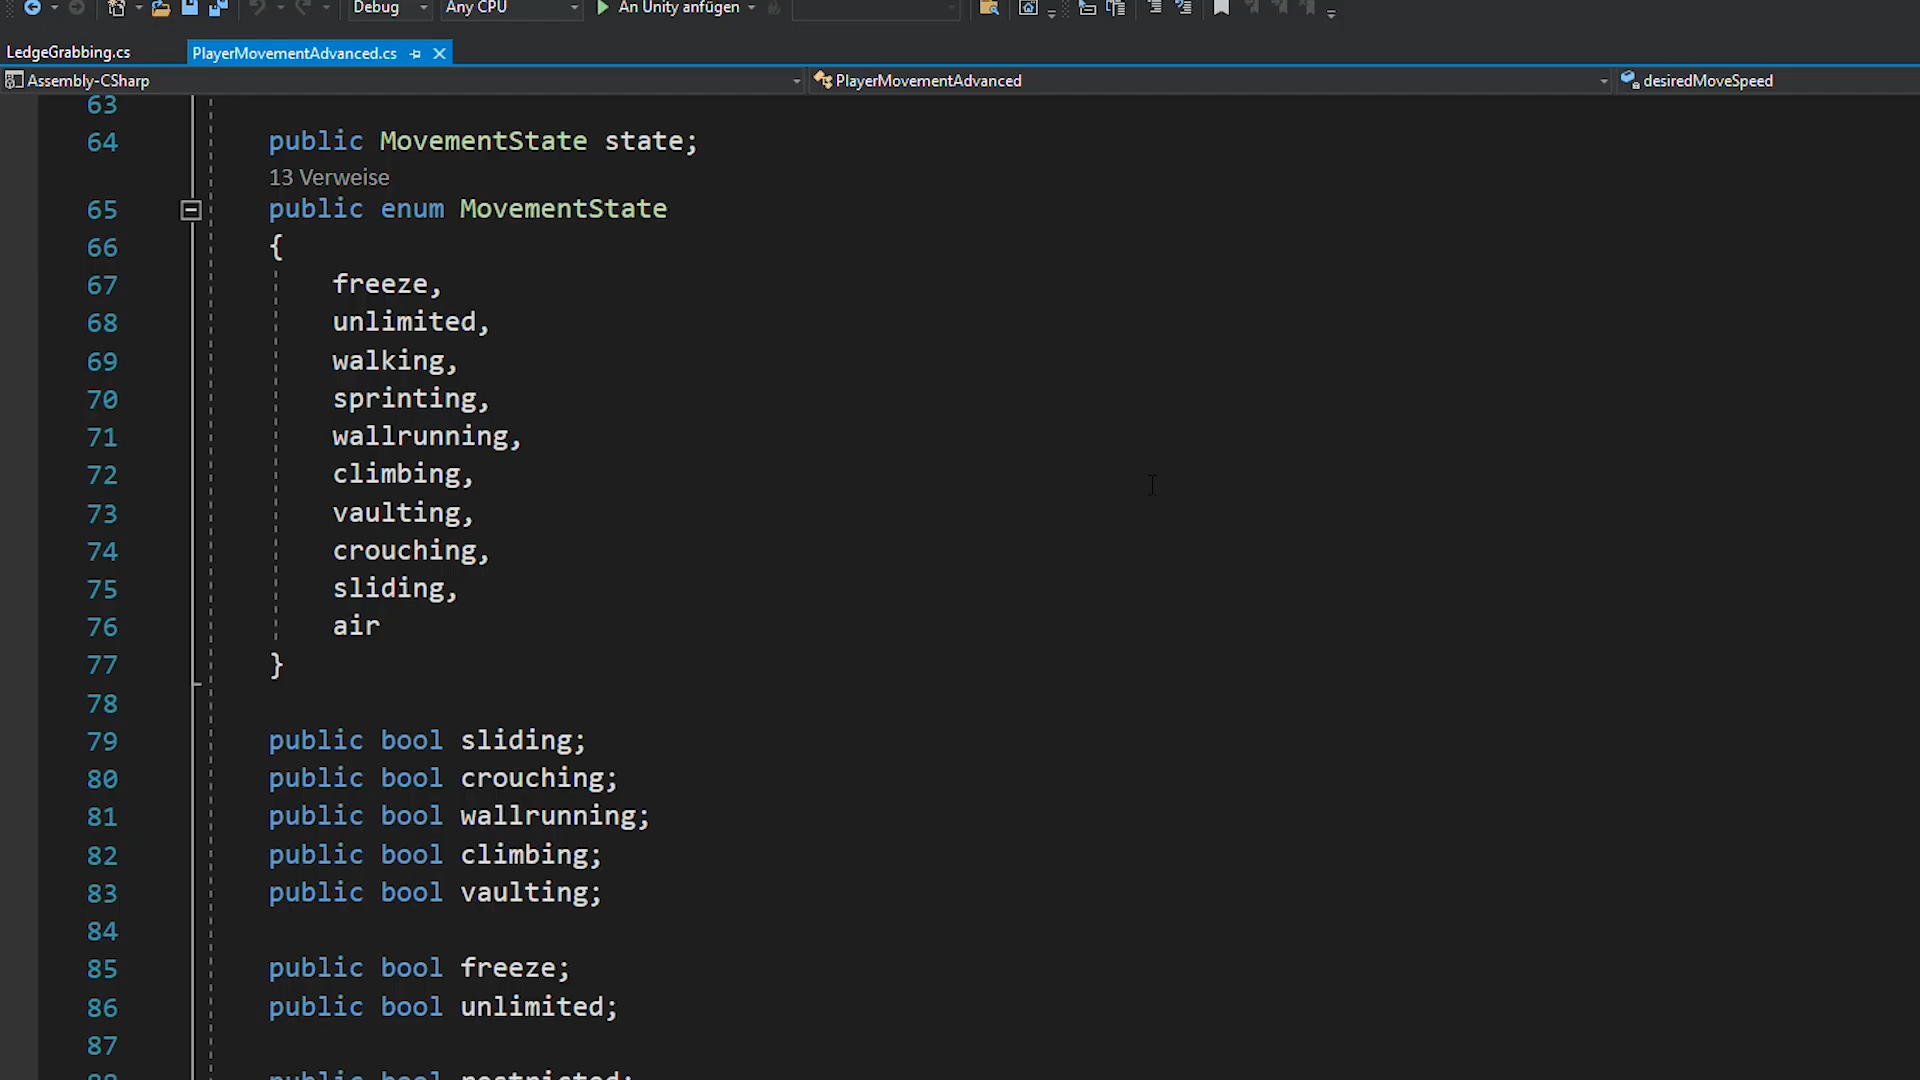 Debug Any CPU An Unity anfügen
LedgeGrabbing.cs PlayerMovementAdvanced.cs
Assembly-CSharp PlayerMovementAdvanced desiredMoveSpeed
63
64 public MovementState state;
13 Verweise
65 public enum MovementState
66 {
67 freeze,
68 unlimited,
69 walking,
70 sprinting,
71 wallrunning,
72 climbing,
73 vaulting,
74 crouching,
75 sliding,
76 air
77 }
78
79 public bool sliding;
80 public bool crouching;
81 public bool wallrunning;
82 public bool climbing;
83 public bool vaulting;
84
85 public bool freeze;
86 public bool unlimited;
87
88 public bool restricted;